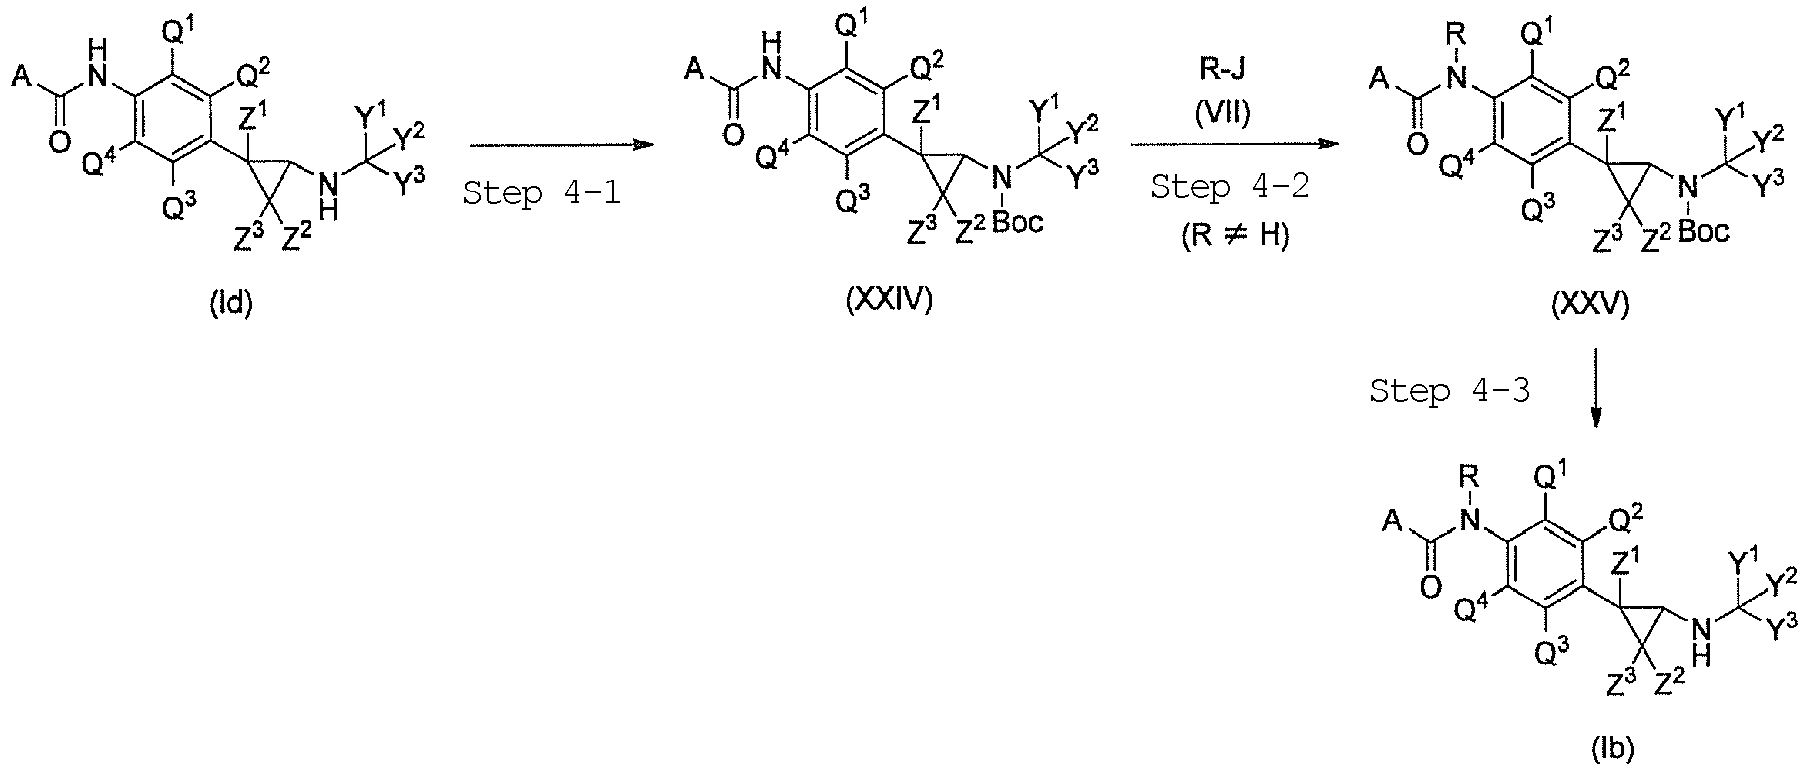 H
N
A
O
Q¹
Q²
Q⁴
Q³
Z¹
Z³
Z²
N
H
Y¹
Y²
Y³
(Id)
Step 4-1
H
N
A
O
Q¹
Q²
Q⁴
Q³
Z¹
Z³
Z²
N
Boc
Y¹
Y²
Y³
(XXIV)
R-J
(VII)
Step 4-2
(R ≠ H)
R
N
A
O
Q¹
Q²
Q⁴
Q³
Z¹
Z³
Z²
N
Boc
Y¹
Y²
Y³
(XXV)
Step 4-3
R
N
A
O
Q¹
Q²
Q⁴
Q³
Z¹
Z³
Z²
N
H
Y¹
Y²
Y³
(Ib)